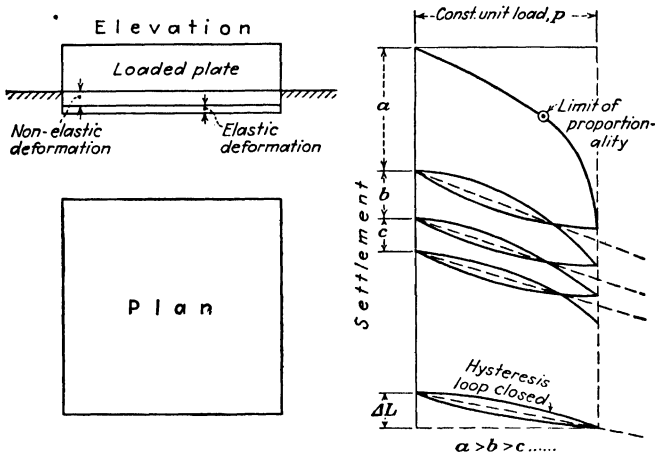 Elevation
Loaded plate
Non-elastic
deformation
Elastic
deformation
Plan
Const. unit load, p
a
Limit of
proportion-
ality
b
c
Settlement
Hysteresis
loop closed
ΔL
a > b > c......